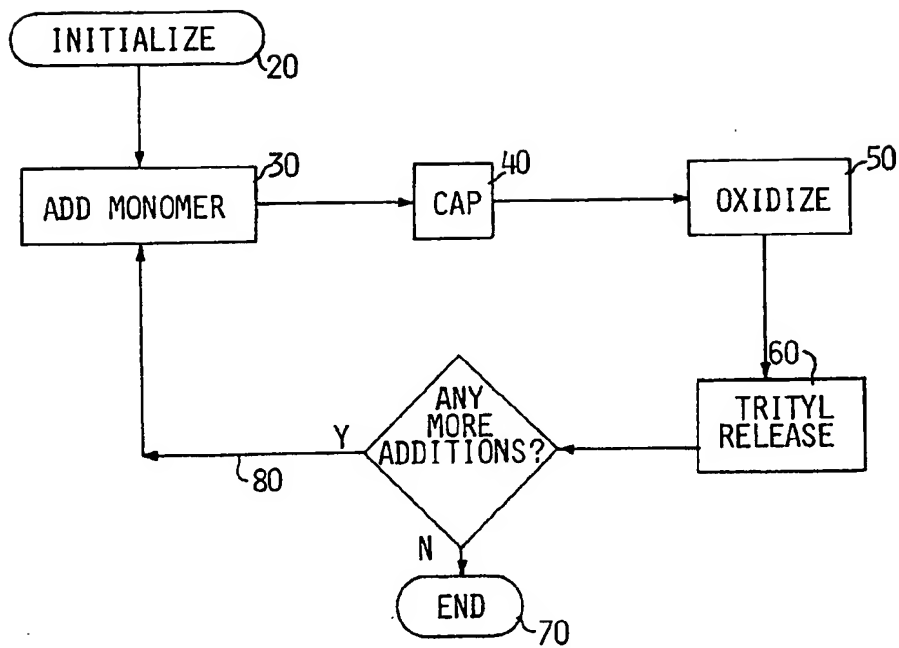 INITIALIZE
20
30
ADD MONOMER
40
CAP
50
OXIDIZE
60
TRITYL
RELEASE
ANY
MORE
ADDITIONS?
Y
80
N
END
70